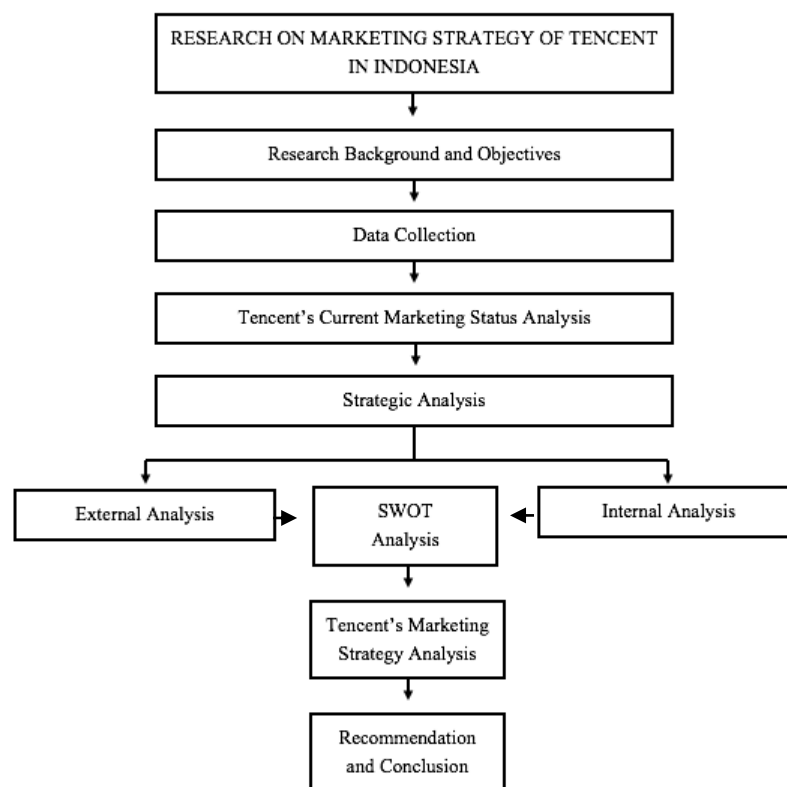 RESEARCH ON MARKETING STRATEGY OF TENCENT
IN INDONESIA
Research Background and Objectives
Data Collection
Tencent’s Current Marketing Status Analysis
Strategic Analysis
External Analysis
SWOT
Analysis
Internal Analysis
Tencent’s Marketing
Strategy Analysis
Recommendation
and Conclusion